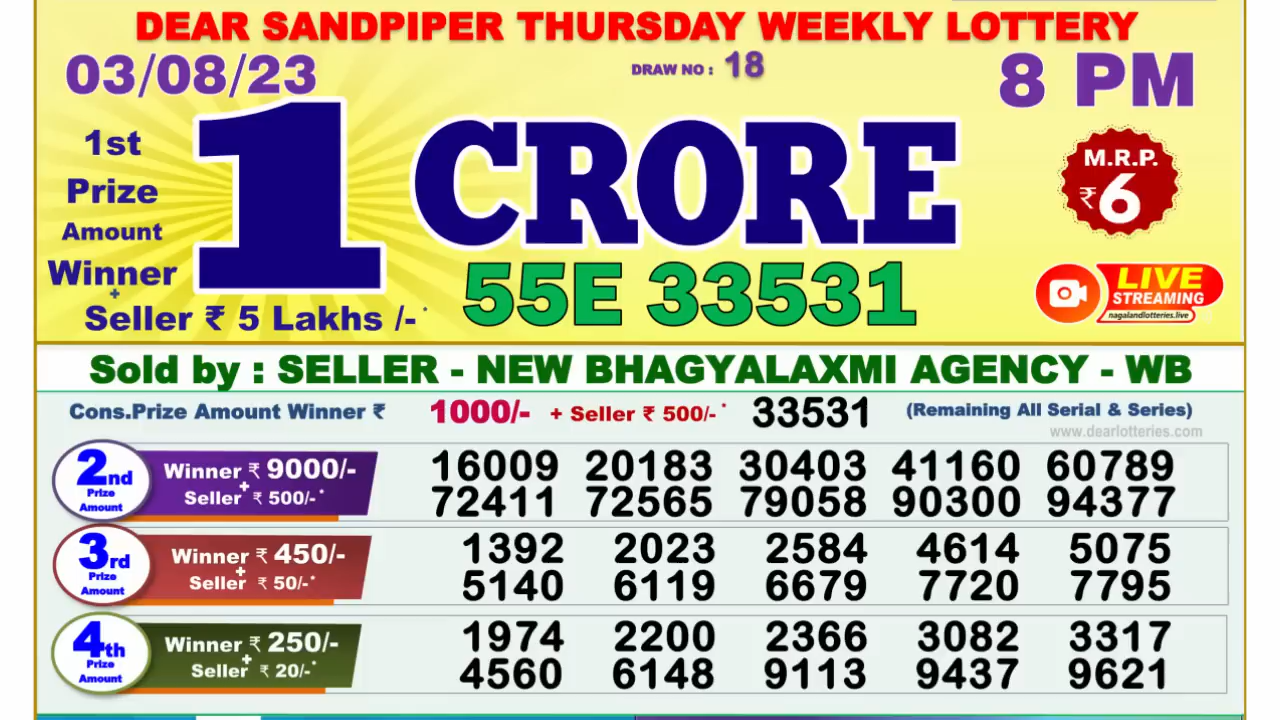 DEAR SANDPIPER THURSDAY WEEKLY LOTTERY
03/08/23
DRAW NO : 18
8 PM
1st
Prize
Amount
Winner
+
Seller ₹ 5 Lakhs /-*
1 CRORE
55E 33531
M.R.P.
₹6
LIVE
STREAMING
nagalandlotteries.live
Sold by : SELLER - NEW BHAGYALAXMI AGENCY - WB
Cons.Prize Amount Winner ₹ 1000/- + Seller ₹ 500/-* 33531 (Remaining All Serial & Series)
www.dearlotteries.com
2nd
Prize
Amount
Winner ₹ 9000/-
+
Seller ₹ 500/-*
16009 20183 30403 41160 60789
72411 72565 79058 90300 94377
3rd
Prize
Amount
Winner ₹ 450/-
+
Seller ₹ 50/-*
1392 2023 2584 4614 5075
5140 6119 6679 7720 7795
4th
Prize
Amount
Winner ₹ 250/-
+
Seller ₹ 20/-*
1974 2200 2366 3082 3317
4560 6148 9113 9437 9621